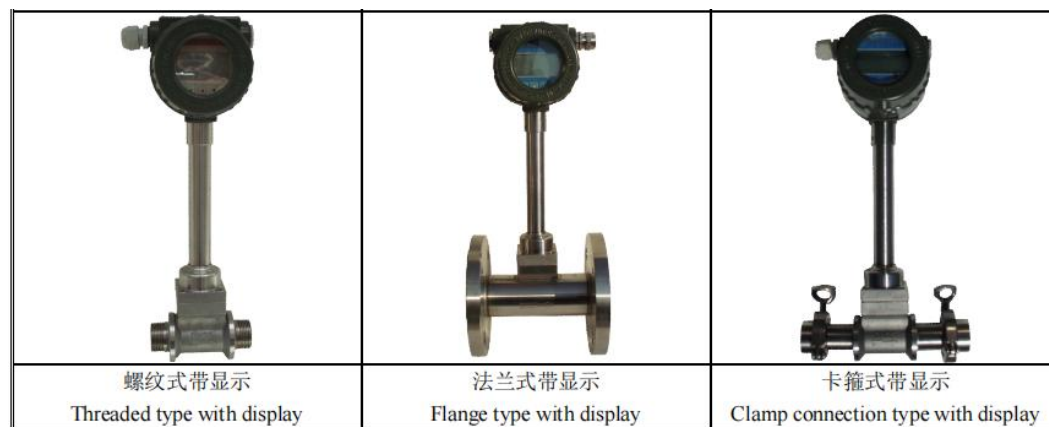 螺纹式带显示
Threaded type with display
法兰式带显示
Flange type with display
卡箍式带显示
Clamp connection type with display